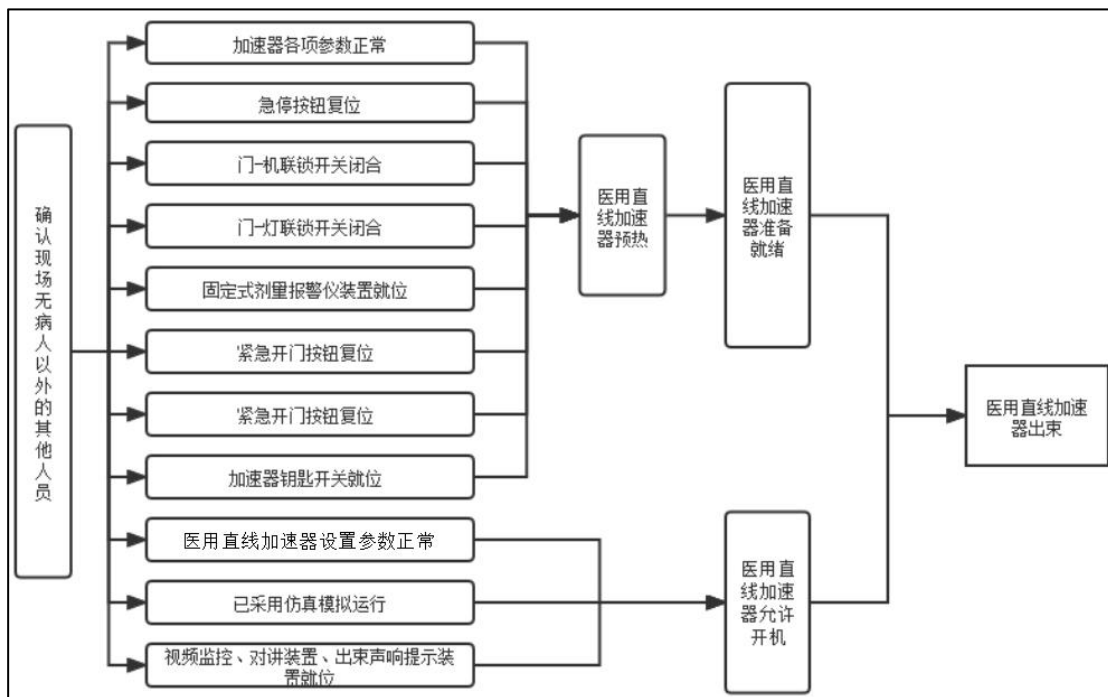 确认现场无病人以外的其他人员
加速器各项参数正常
急停按钮复位
门-机联锁开关闭合
门-灯联锁开关闭合
固定式剂量报警仪装置就位
紧急开门按钮复位
紧急开门按钮复位
加速器钥匙开关就位
医用直线加速器设置参数正常
已采用仿真模拟运行
视频监控、对讲装置、出束声响提示装
置就位
医用直
线加速
器预热
医用直
线加速
器准备
就绪
医用直
线加速
器允许
开机
医用直线加速
器出束